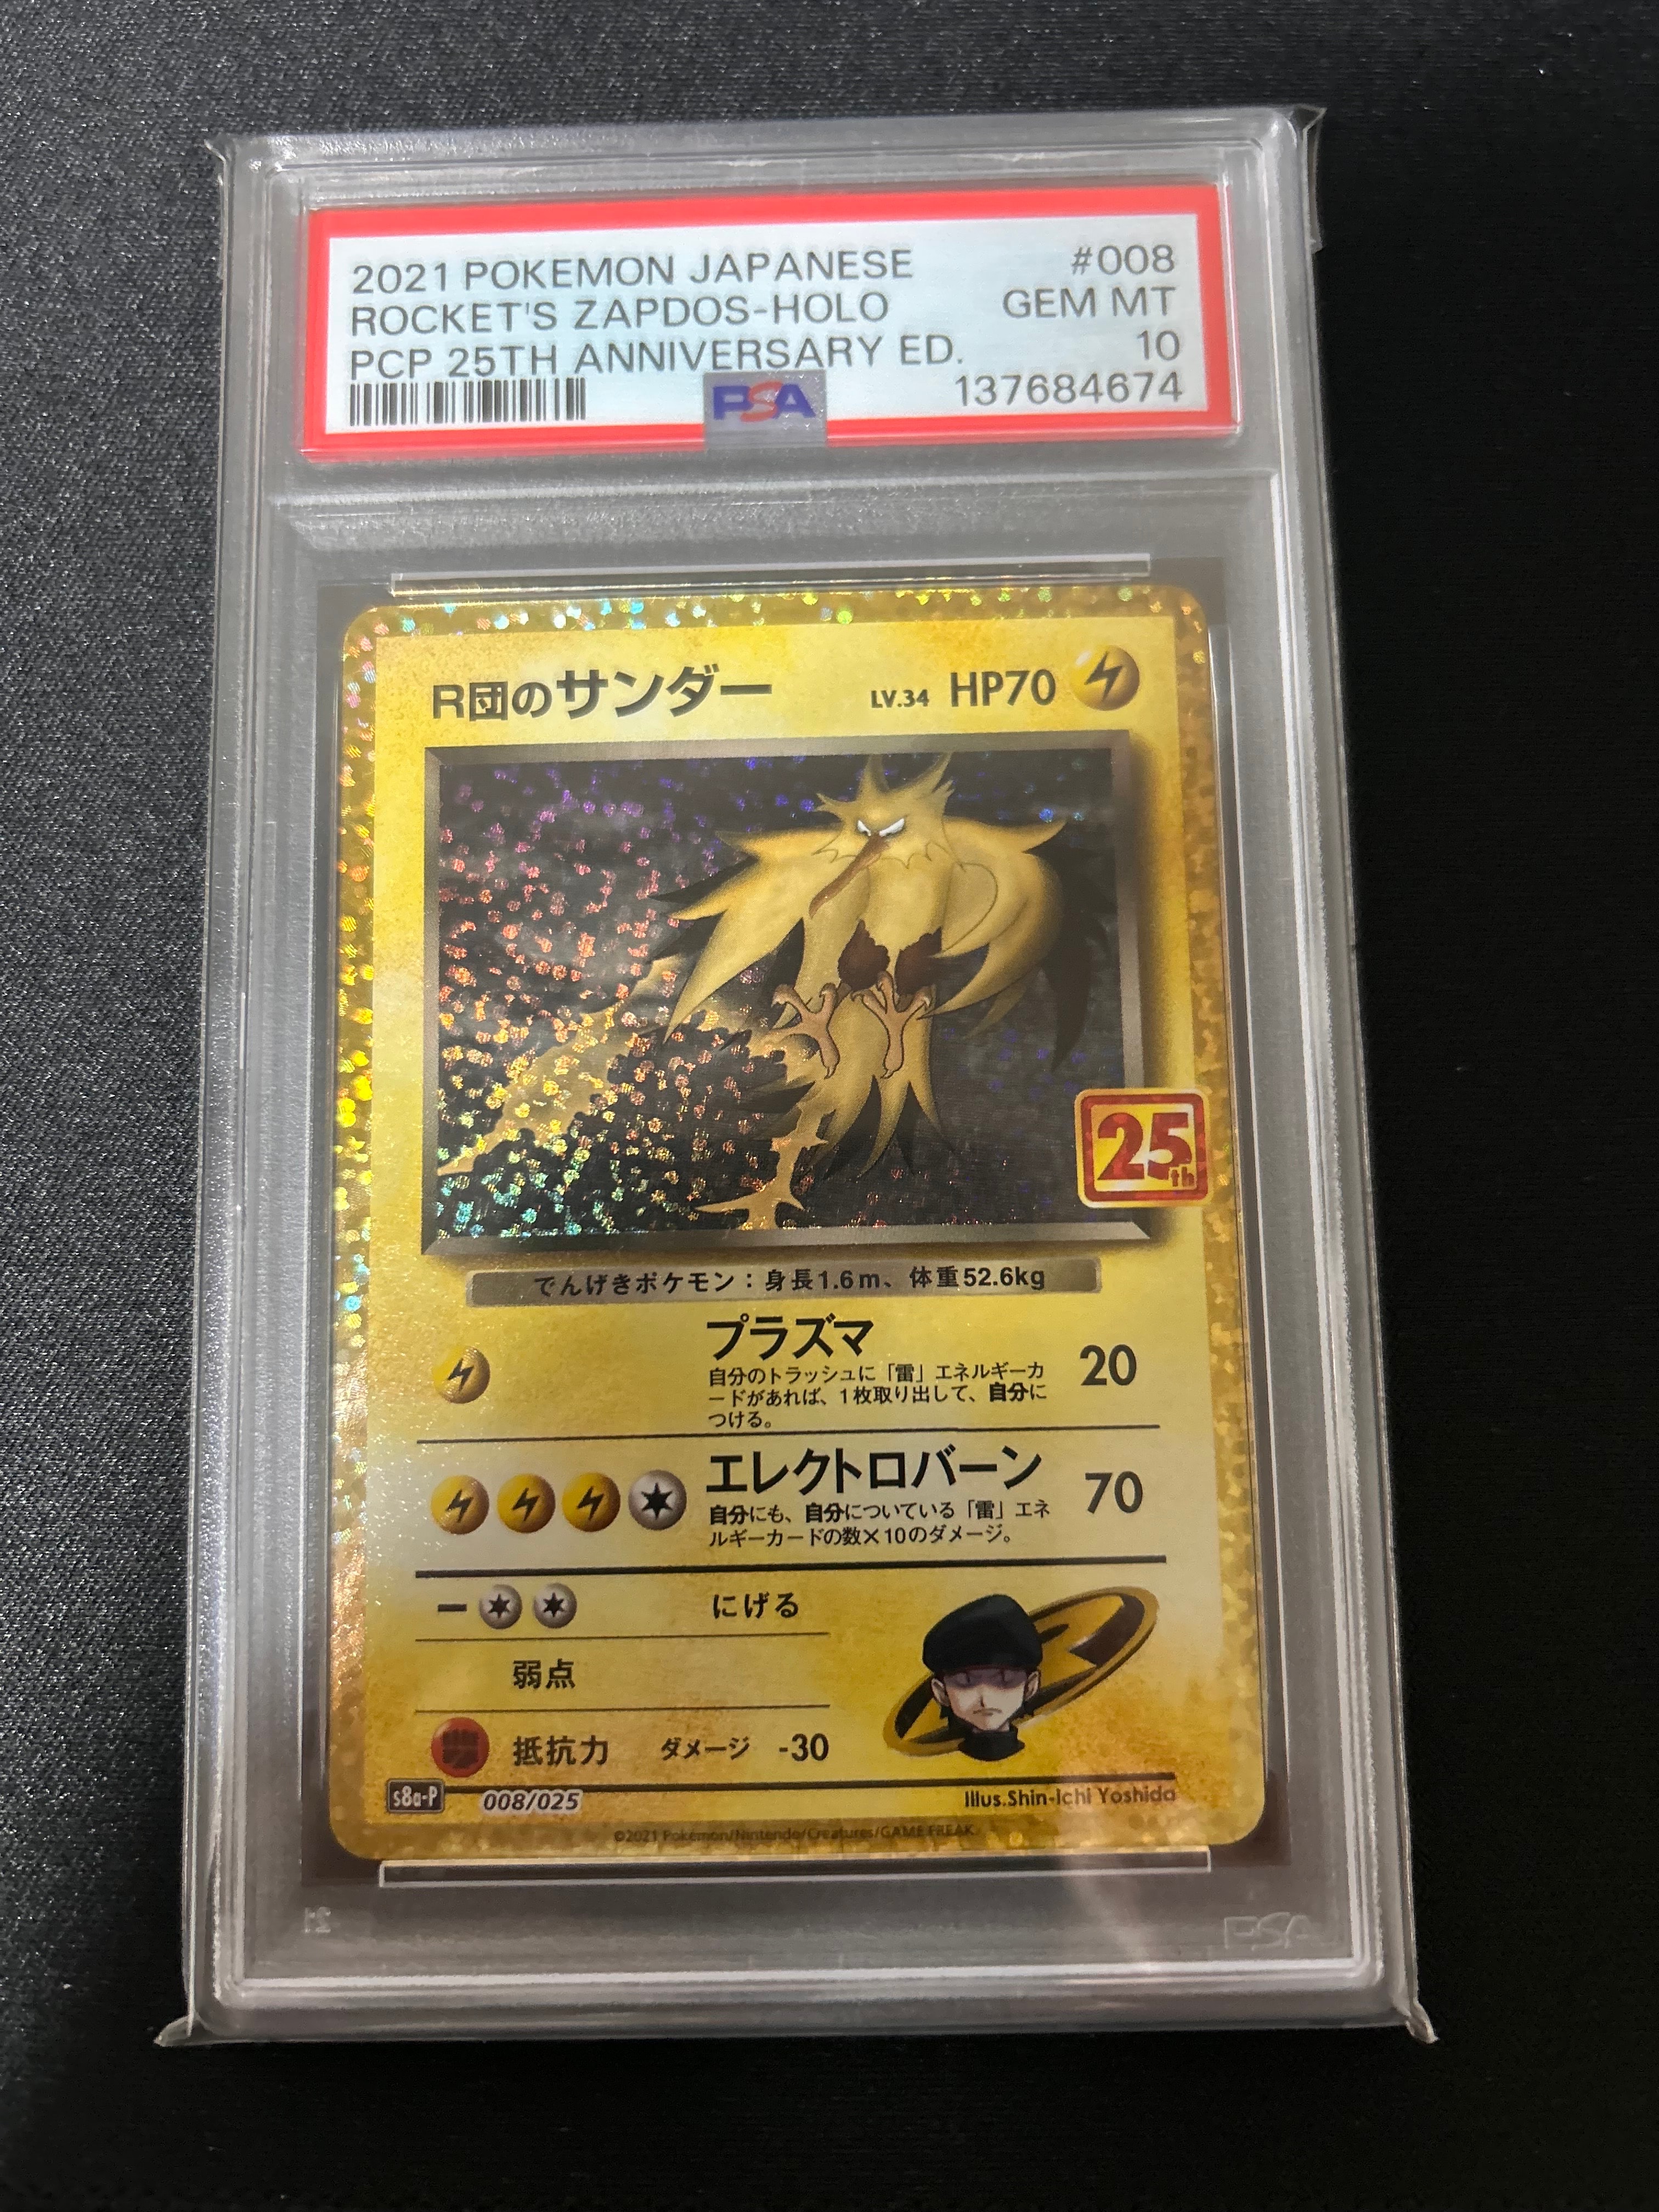 2021 POKEMON JAPANESE #008
ROCKET'S ZAPDOS-HOLO GEM MT
PCP 25TH ANNIVERSARY ED. 10
PSA 137684674
R団のサンダー LV.34 HP70
25th
でんげきポケモン：身長1.6m、体重52.6kg
プラズマ 20
自分のトラッシュに「雷」エネルギーカ
ードがあれば、1枚取り出して、自分に
つける。
エレクトロバーン 70
自分にも、自分についている「雷」エネ
ルギーカードの数×10のダメージ。
にげる
弱点
抵抗力 ダメージ -30
s8a-P 008/025 Illus.Shin-Ichi Yoshida
©2021 Pokémon/Nintendo/Creatures/GAME FREAK
PSA